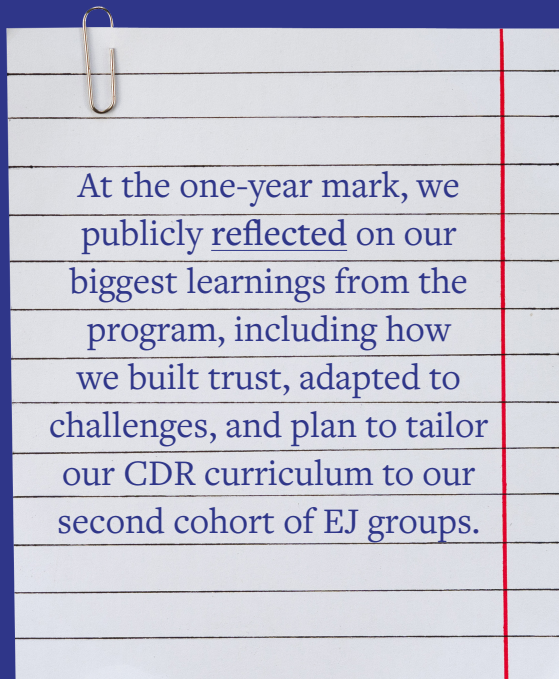 At the one-year mark, we
publicly reflected on our
biggest learnings from the
program, including how
we built trust, adapted to
challenges, and plan to tailor
our CDR curriculum to our
second cohort of EJ groups.